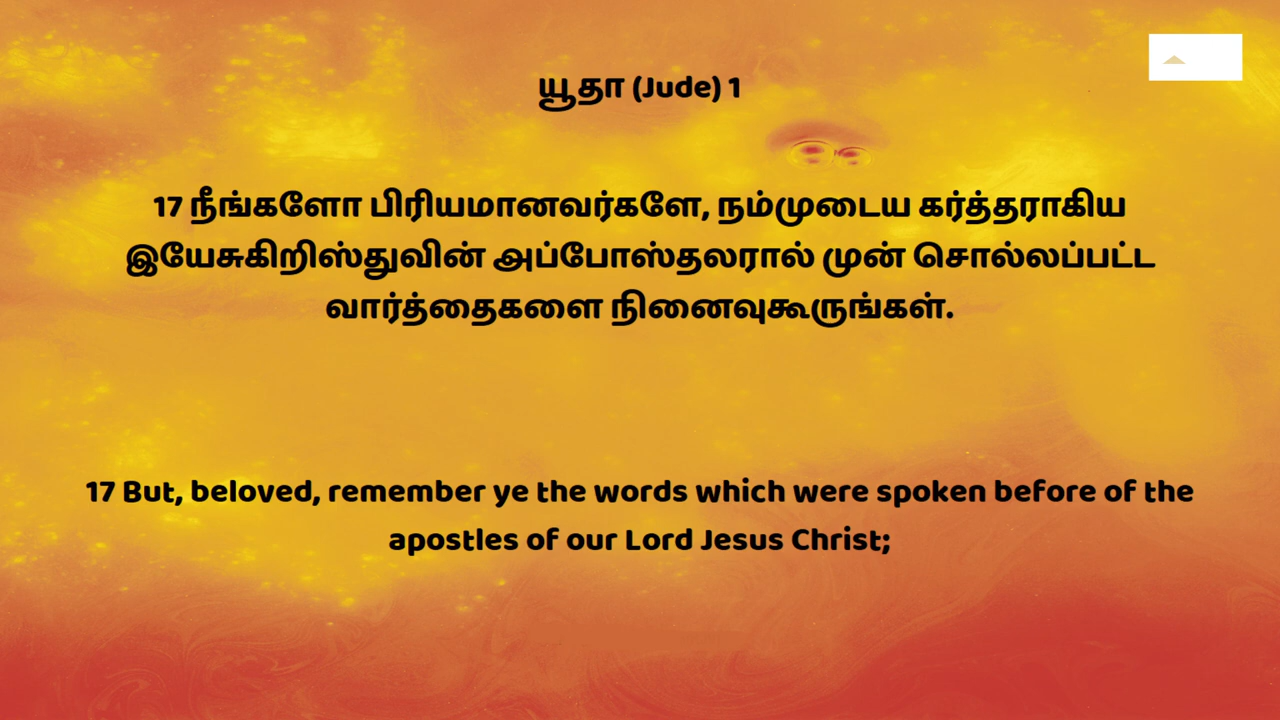 யூதா (Jude) 1
17 நீங்களோ பிரியமானவர்களே, நம்முடைய கர்த்தராகிய
இயேசுகிறிஸ்துவின் அப்போஸ்தலரால் முன் சொல்லப்பட்ட
வார்த்தைகளை நினைவுகூருங்கள்.
17 But, beloved, remember ye the words which were spoken before of the
apostles of our Lord Jesus Christ;